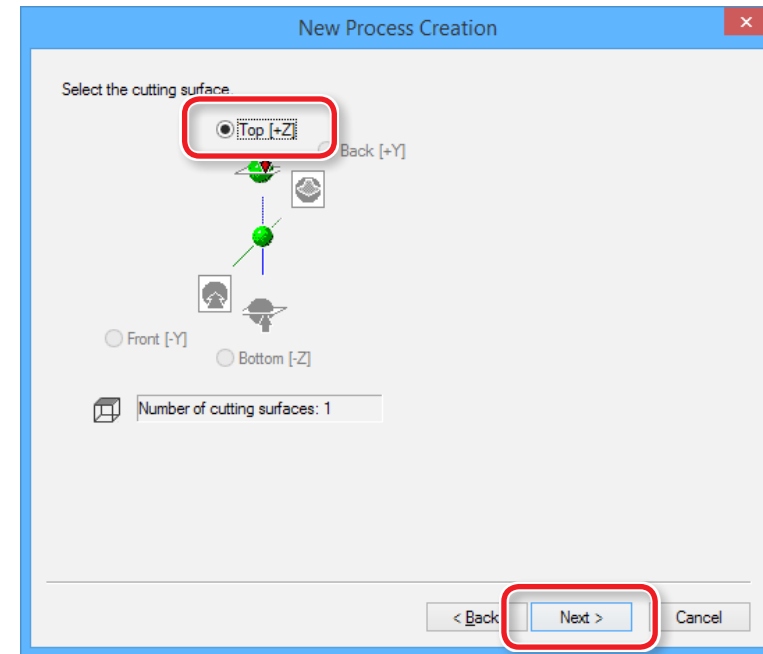 New Process Creation
Select the cutting surface.
Top [+Z]
Back [+Y]
Front [-Y]
Bottom [-Z]
Number of cutting surfaces: 1
< Back
Next >
Cancel